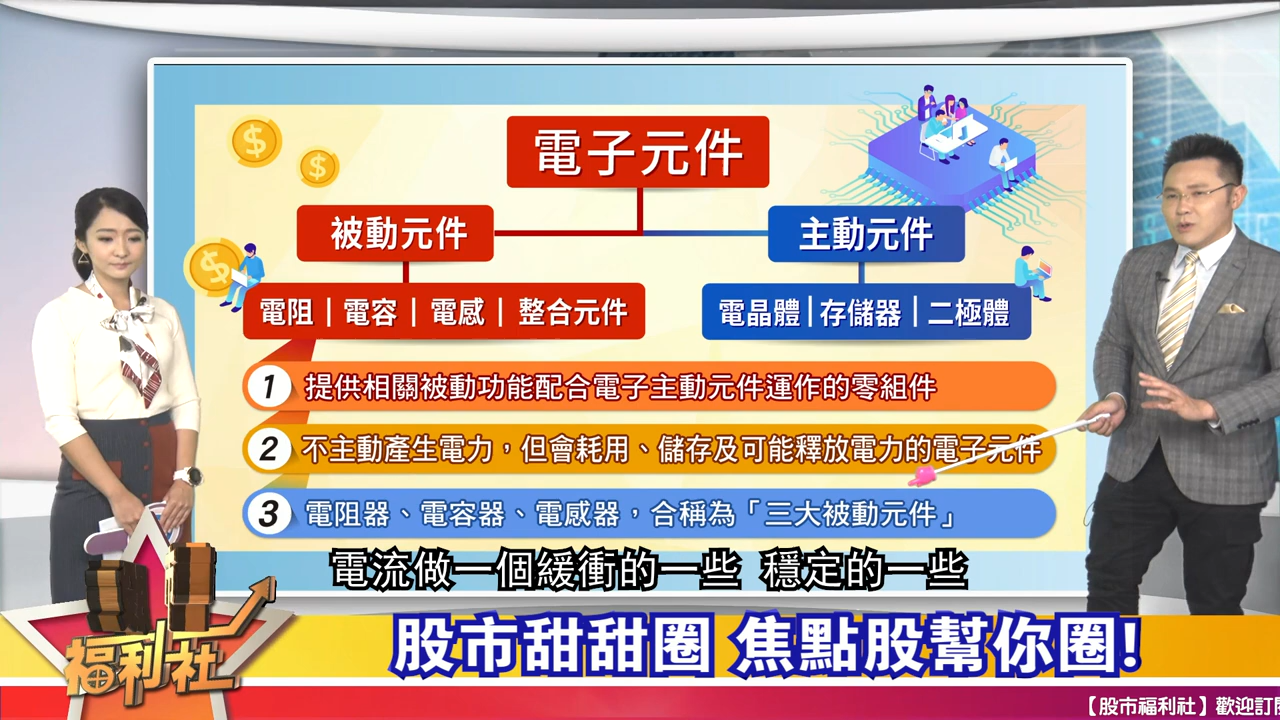 電子元件
被動元件
主動元件
電阻|電容|電感|整合元件
電晶體|存儲器|二極體
1 提供相關被動功能配合電子主動元件運作的零組件
2 不主動產生電力，但會耗用、儲存及可能釋放電力的電子元件
3 電阻器、電容器、電感器，合稱為「三大被動元件」
電流做一個緩衝的一些 穩定的一些
福利社
股市甜甜圈 焦點股幫你圈!
【股市福利社】歡迎訂閱